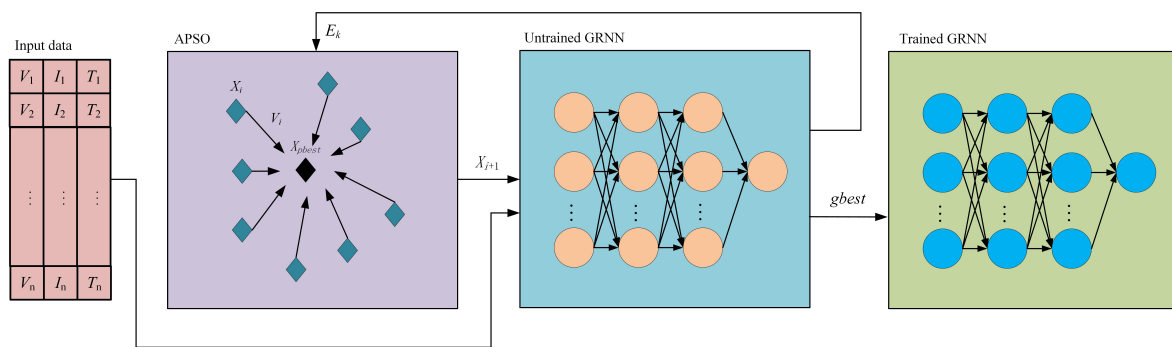 Input data
V1 I1 T1
V2 I2 T2
⋮ ⋮ ⋮
Vn In Tn
APSO
Ek
Xi
Vi
Xpbest
Xi+1
Untrained GRNN
⋮ ⋮ ⋮
gbest
Trained GRNN
⋮ ⋮ ⋮